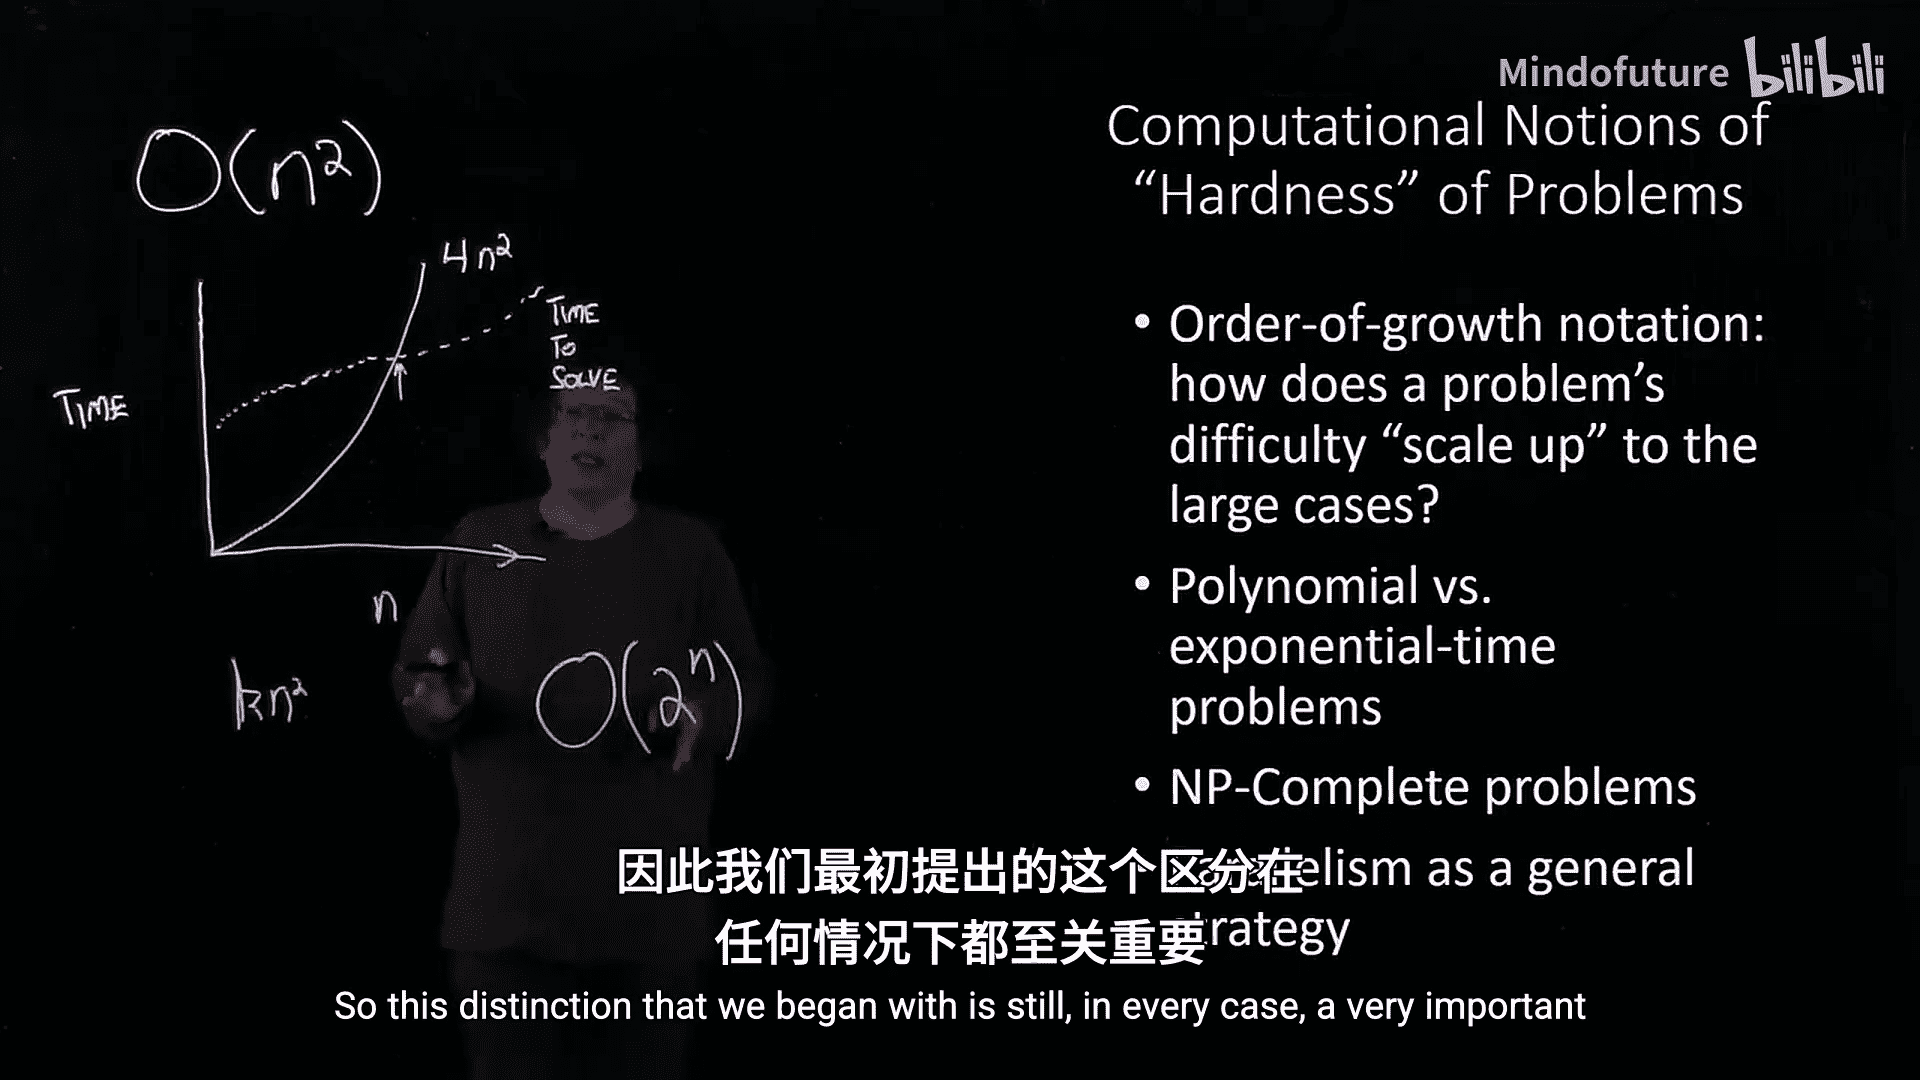 Mindofuture bilibili
Computational Notions of
“Hardness” of Problems
O(n²)
4n²
TIME
TO
SOLVE
TIME
n
kn²
O(2ⁿ)
• Order-of-growth notation:
how does a problem’s
difficulty “scale up” to the
large cases?
• Polynomial vs.
exponential-time
problems
• NP-Complete problems
elism as a general
trategy
因此我们最初提出的这个区分在
任何情况下都至关重要
So this distinction that we began with is still, in every case, a very important